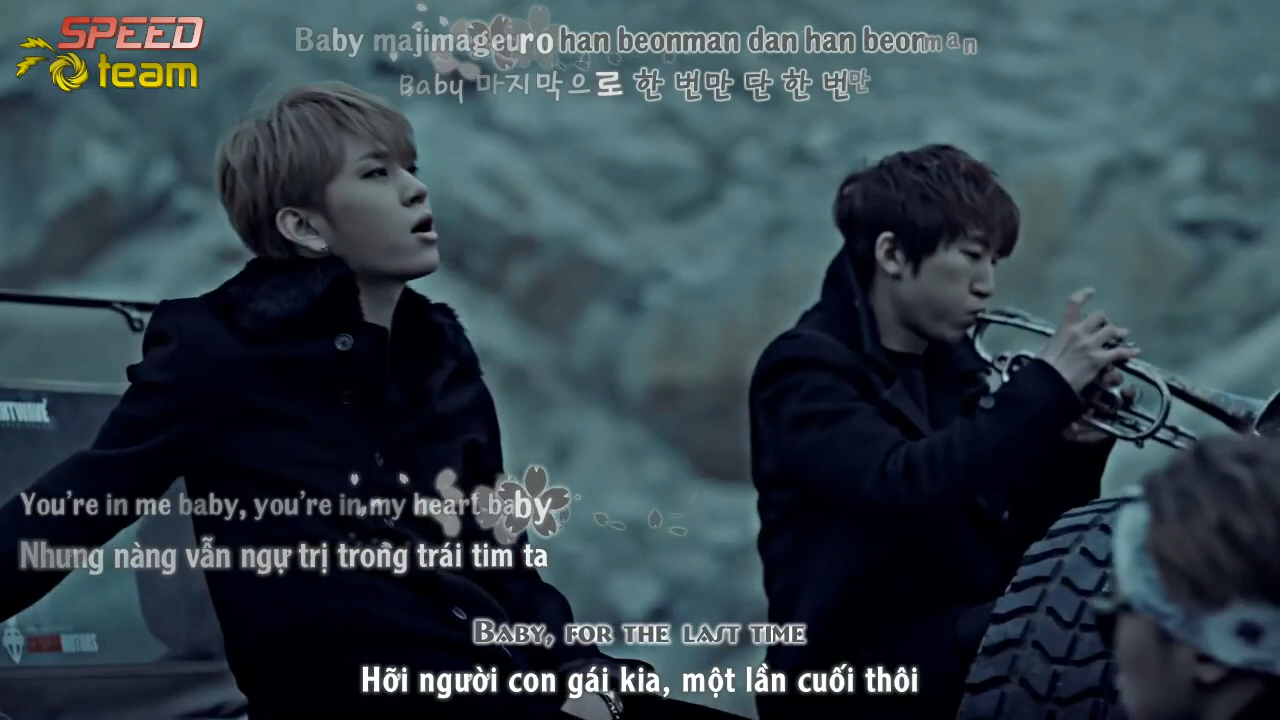 SPEED
team
Baby majimageuro han beonman dan han beonman
Baby 마지막으로 한 번만 단 한 번만
You're in me baby, you're in my heart baby
Nhưng nàng vẫn ngự trị trong trái tim ta
BABY, FOR THE LAST TIME
Hỡi người con gái kia, một lần cuối thôi